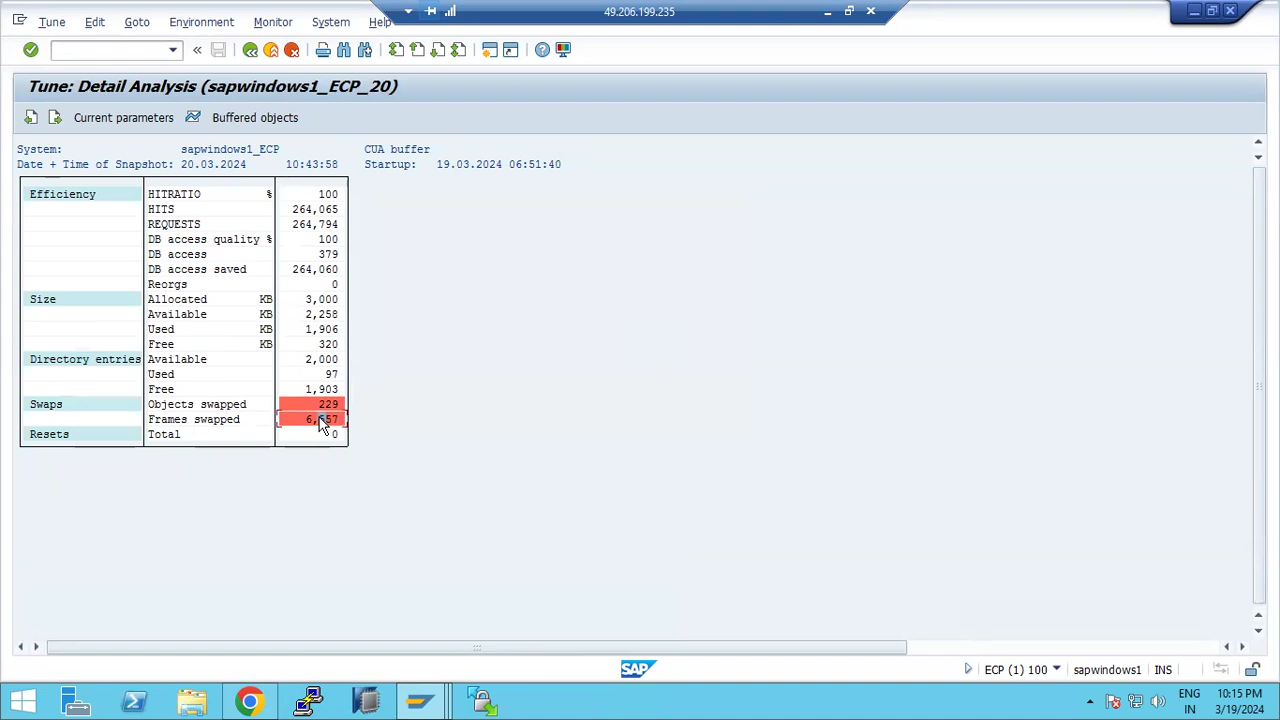 49.206.199.235
Tune Edit Goto Environment Monitor System Help
Tune: Detail Analysis (sapwindows1_ECP_20)
Current parameters Buffered objects
System: sapwindows1_ECP CUA buffer
Date + Time of Snapshot: 20.03.2024 10:43:58 Startup: 19.03.2024 06:51:40
Efficiency HITRATIO % 100
HITS 264,065
REQUESTS 264,794
DB access quality % 100
DB access 379
DB access saved 264,060
Reorgs 0
Size Allocated KB 3,000
Available KB 2,258
Used KB 1,906
Free KB 320
Directory entries Available 2,000
Used 97
Free 1,903
Swaps Objects swapped 229
Frames swapped
Resets Total 0
SAP
ECP (1) 100 sapwindows1 INS
ENG 10:15 PM
IN 3/19/2024